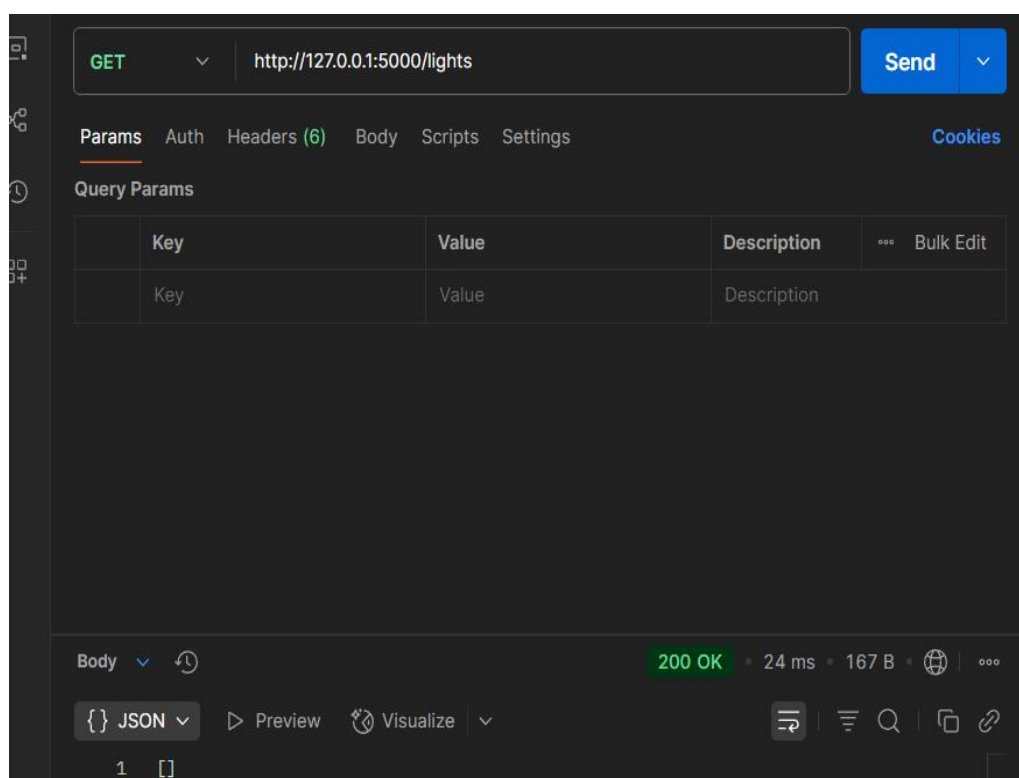 GET http://127.0.0.1:5000/lights Send
Params Auth Headers (6) Body Scripts Settings Cookies
Query Params
Key Value Description Bulk Edit
Key Value Description
Body 200 OK • 24 ms • 167 B
{} JSON Preview Visualize
1 []